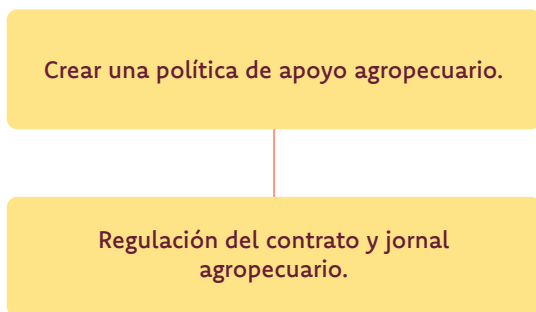 Crear una política de apoyo agropecuario.
Regulación del contrato y jornal
agropecuario.